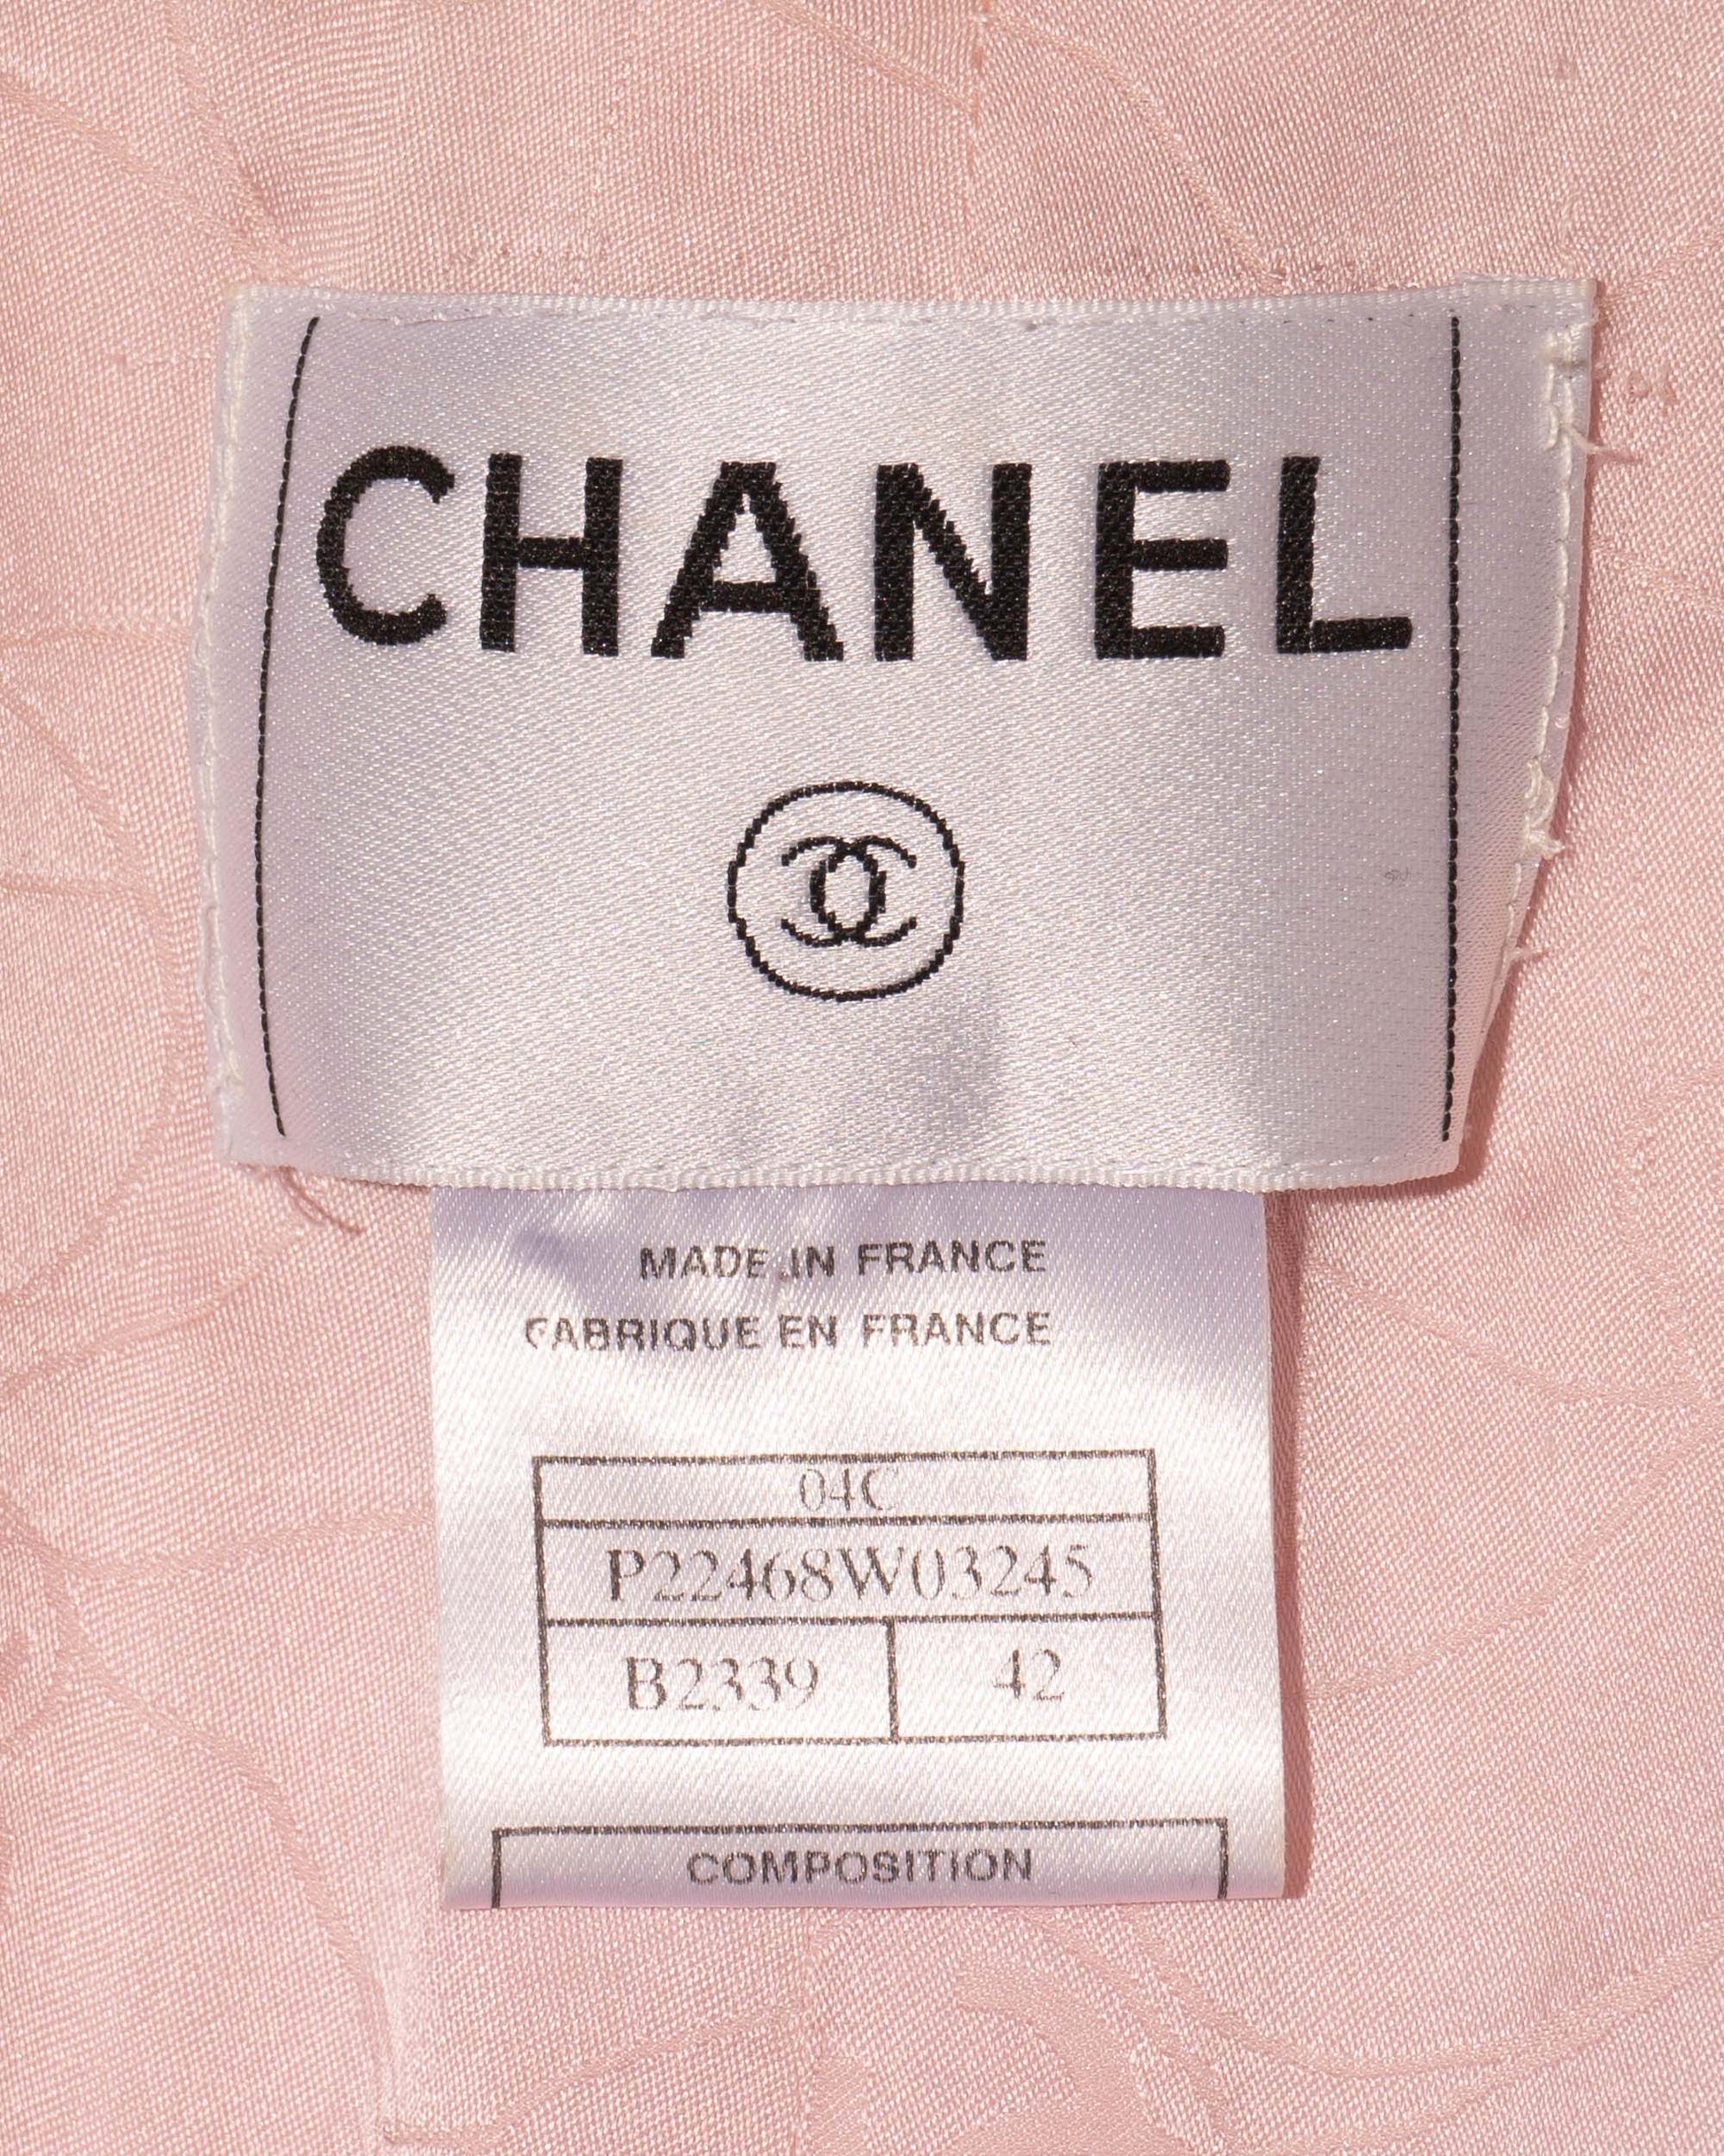 CHANEL
MADE IN FRANCE
FABRIQUE EN FRANCE
04C
P22468W03245
B2339 42
COMPOSITION